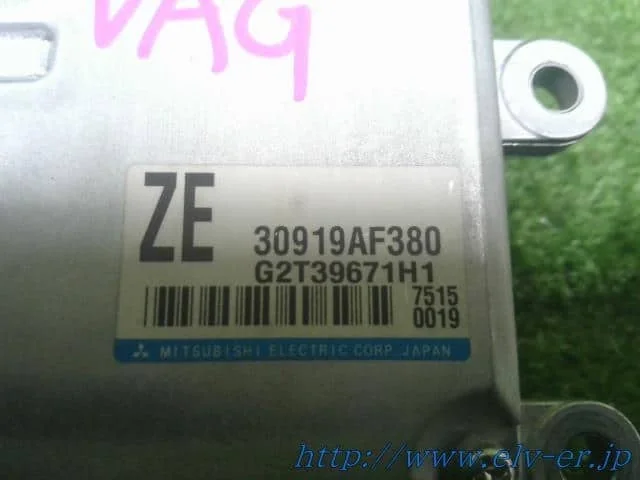 VAG
ZE
30919AF380
G2T39671H1
7515
0019
MITSUBISHI ELECTRIC CORP. JAPAN
http://www.elv-er.jp